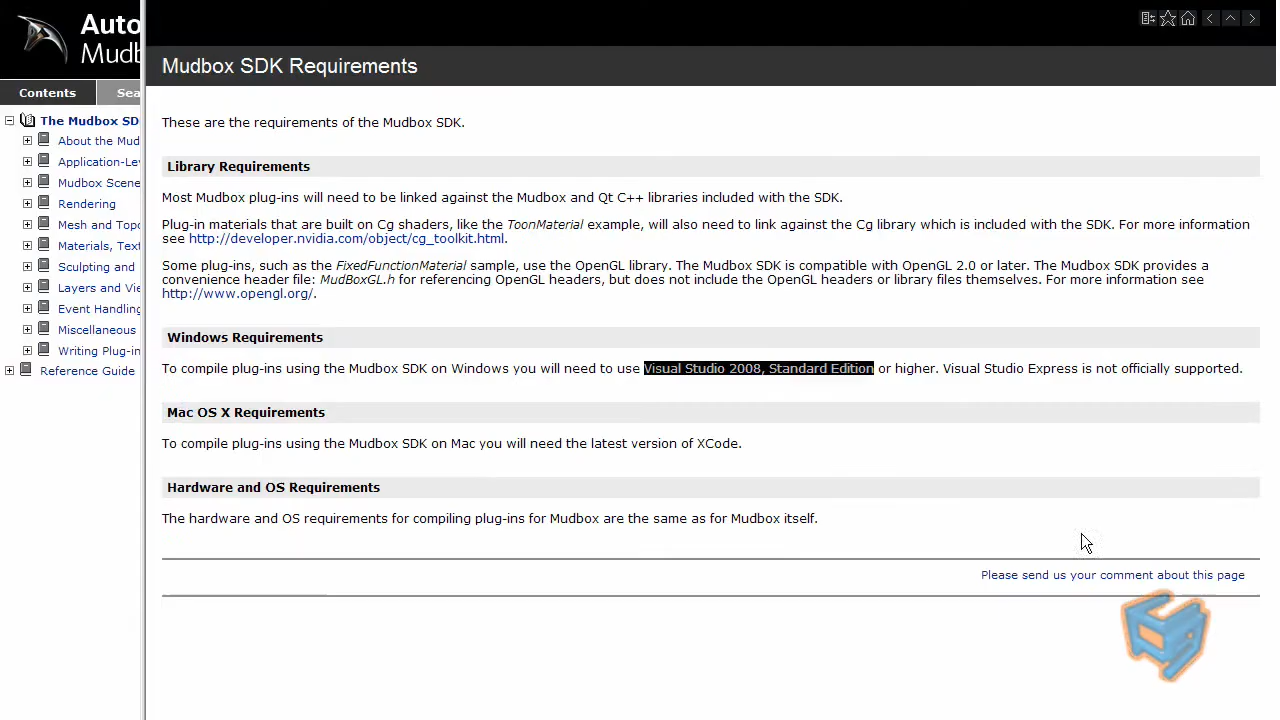 Auto
Mudb
Contents
Sea
The Mudbox SD
About the Mud
Application-Le
Mudbox Scene
Rendering
Mesh and Topo
Materials, Text
Sculpting and
Layers and Vie
Event Handling
Miscellaneous
Writing Plug-in
Reference Guide
Mudbox SDK Requirements
These are the requirements of the Mudbox SDK.
Library Requirements
Most Mudbox plug-ins will need to be linked against the Mudbox and Qt C++ libraries included with the SDK.
Plug-in materials that are built on Cg shaders, like the ToonMaterial example, will also need to link against the Cg library which is included with the SDK. For more information
see http://developer.nvidia.com/object/cg_toolkit.html.
Some plug-ins, such as the FixedFunctionMaterial sample, use the OpenGL library. The Mudbox SDK is compatible with OpenGL 2.0 or later. The Mudbox SDK provides a
convenience header file: MudBoxGL.h for referencing OpenGL headers, but does not include the OpenGL headers or library files themselves. For more information see
http://www.opengl.org/.
Windows Requirements
To compile plug-ins using the Mudbox SDK on Windows you will need to use Visual Studio 2008, Standard Edition or higher. Visual Studio Express is not officially supported.
Mac OS X Requirements
To compile plug-ins using the Mudbox SDK on Mac you will need the latest version of XCode.
Hardware and OS Requirements
The hardware and OS requirements for compiling plug-ins for Mudbox are the same as for Mudbox itself.
Please send us your comment about this page